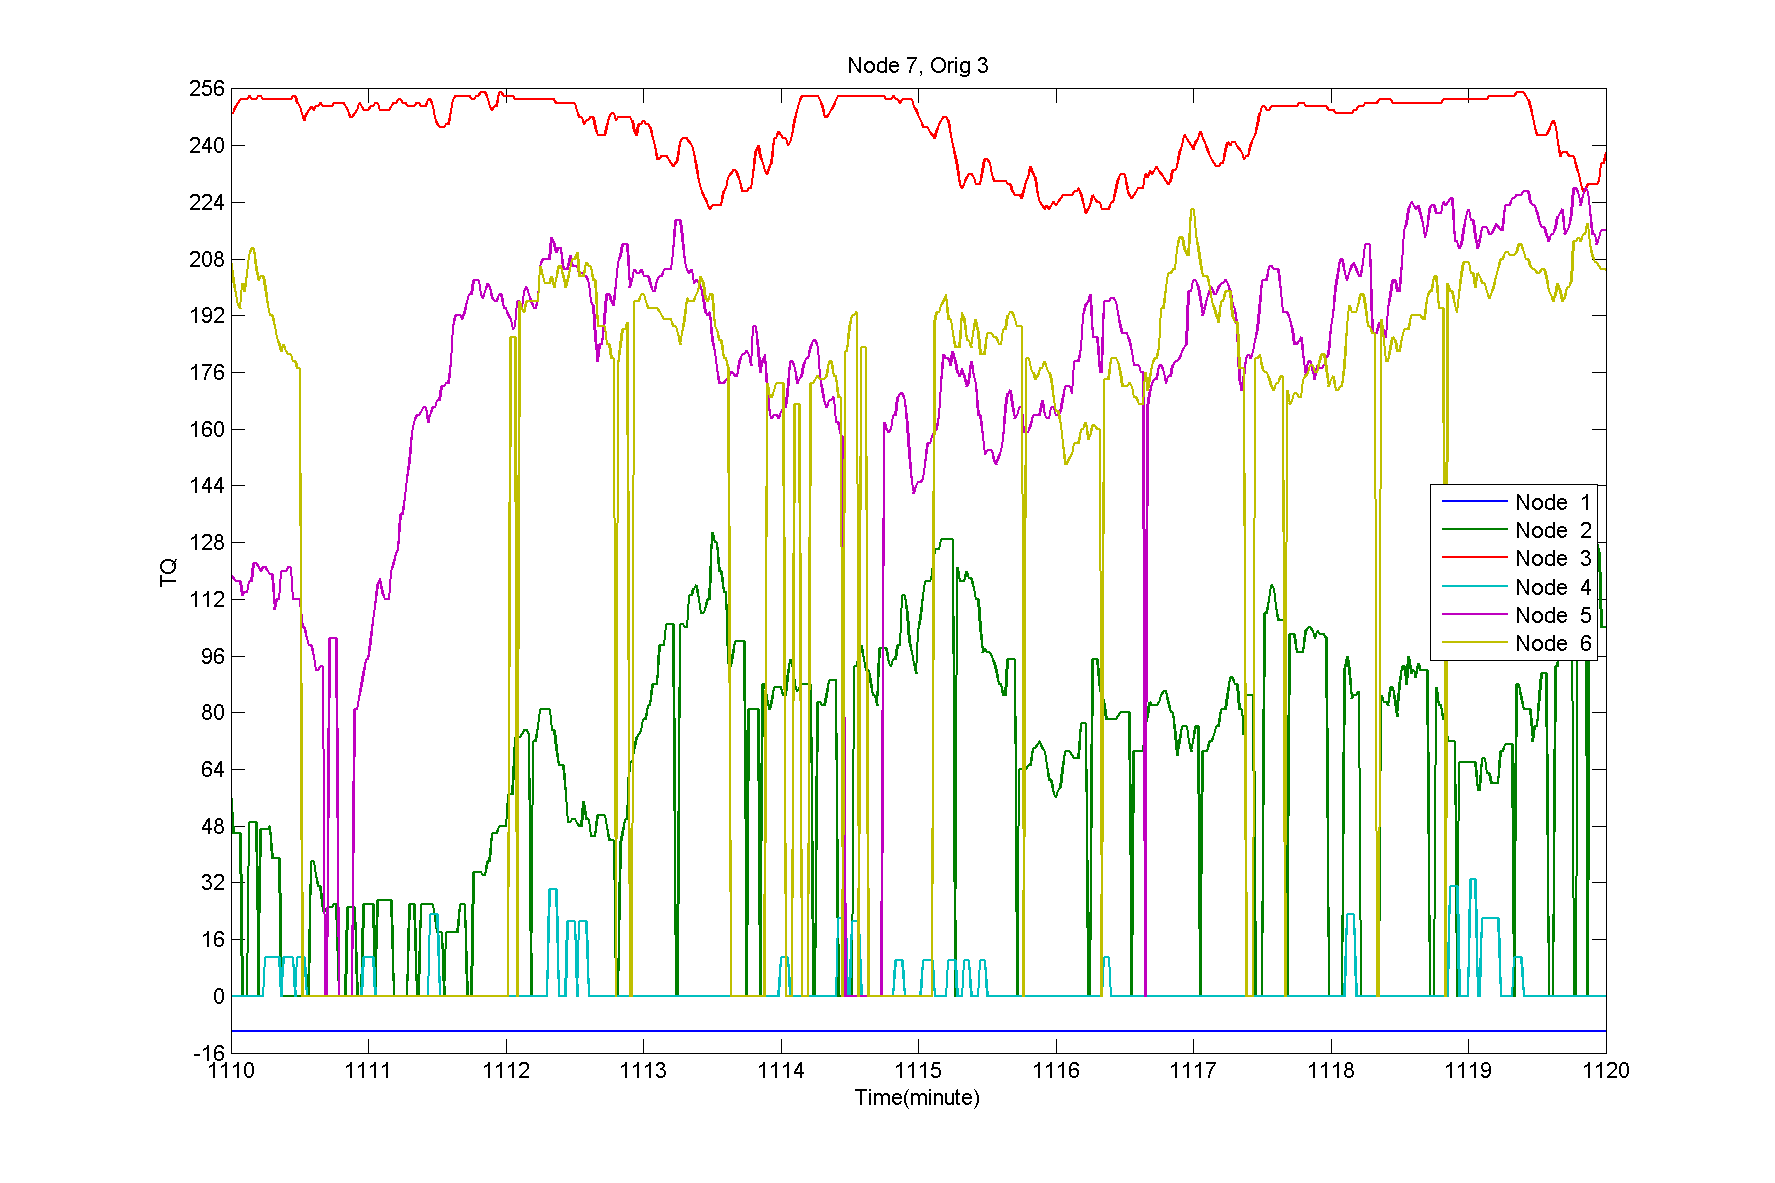 Node 7, Orig 3
256
240
224
208
192
176
160
144
128
112
96
80
64
48
32
16
0
-16
TQ
Node 1
Node 2
Node 3
Node 4
Node 5
Node 6
1110 1111 1112 1113 1114 1115 1116 1117 1118 1119 1120
Time(minute)